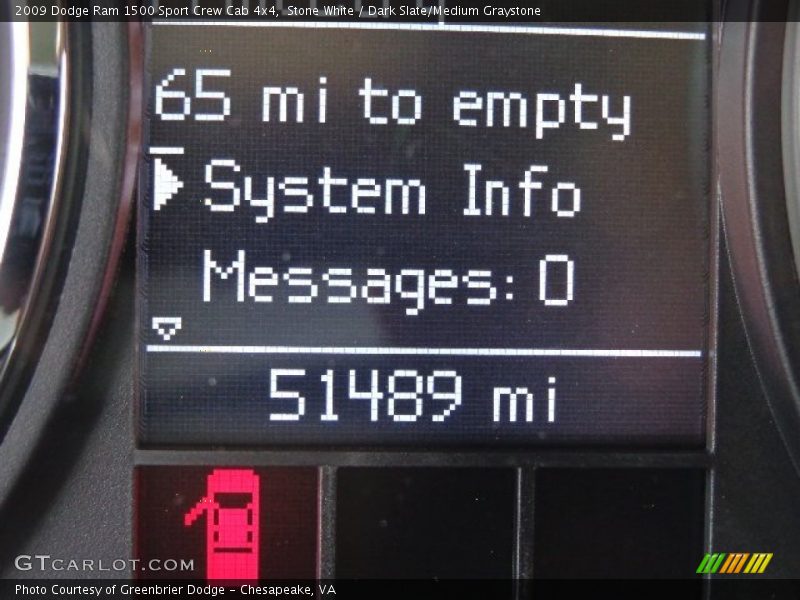 2009 Dodge Ram 1500 Sport Crew Cab 4x4, Stone White / Dark Slate/Medium Graystone
65 mi to empty
System Info
Messages: 0
51489 mi
GTCARLOT.COM
Photo Courtesy of Greenbrier Dodge - Chesapeake, VA